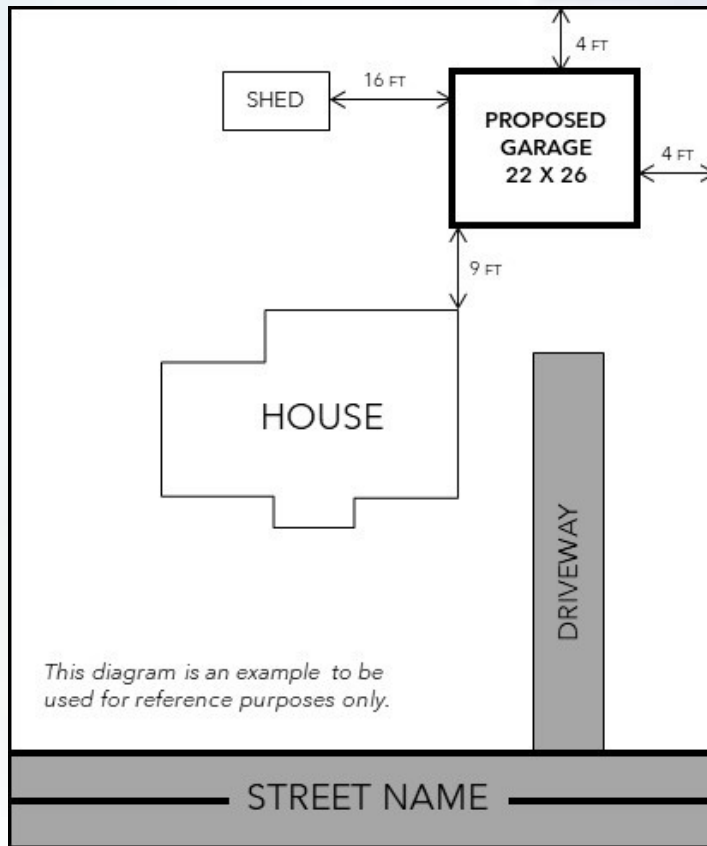 4 FT
SHED
16 FT
PROPOSED
GARAGE
22 X 26
4 FT
9 FT
HOUSE
DRIVEWAY
This diagram is an example to be
used for reference purposes only.
STREET NAME